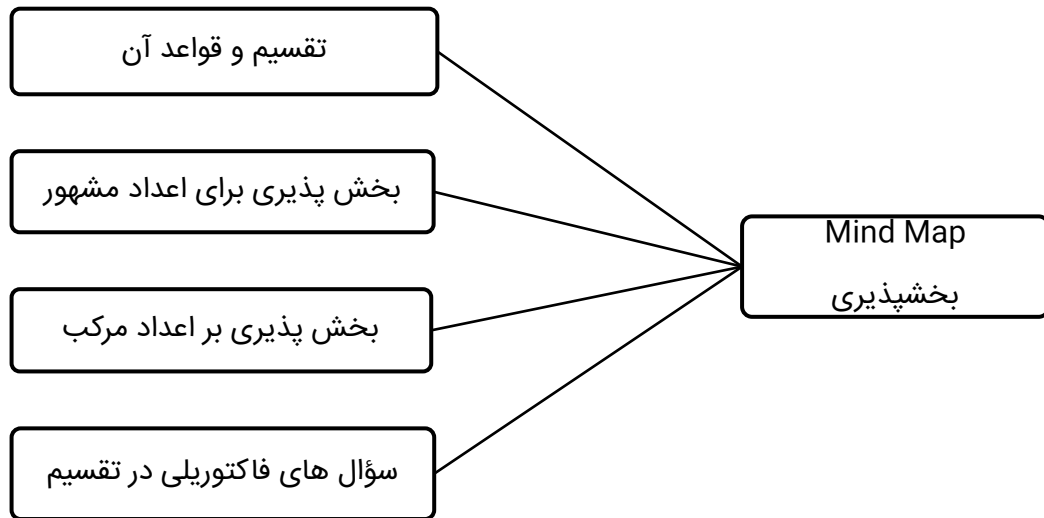 Mind Map
بخشپذیری
تقسیم و قواعد آن
بخش پذیری برای اعداد مشهور
بخش پذیری بر اعداد مرکب
سؤال های فاکتوریلی در تقسیم